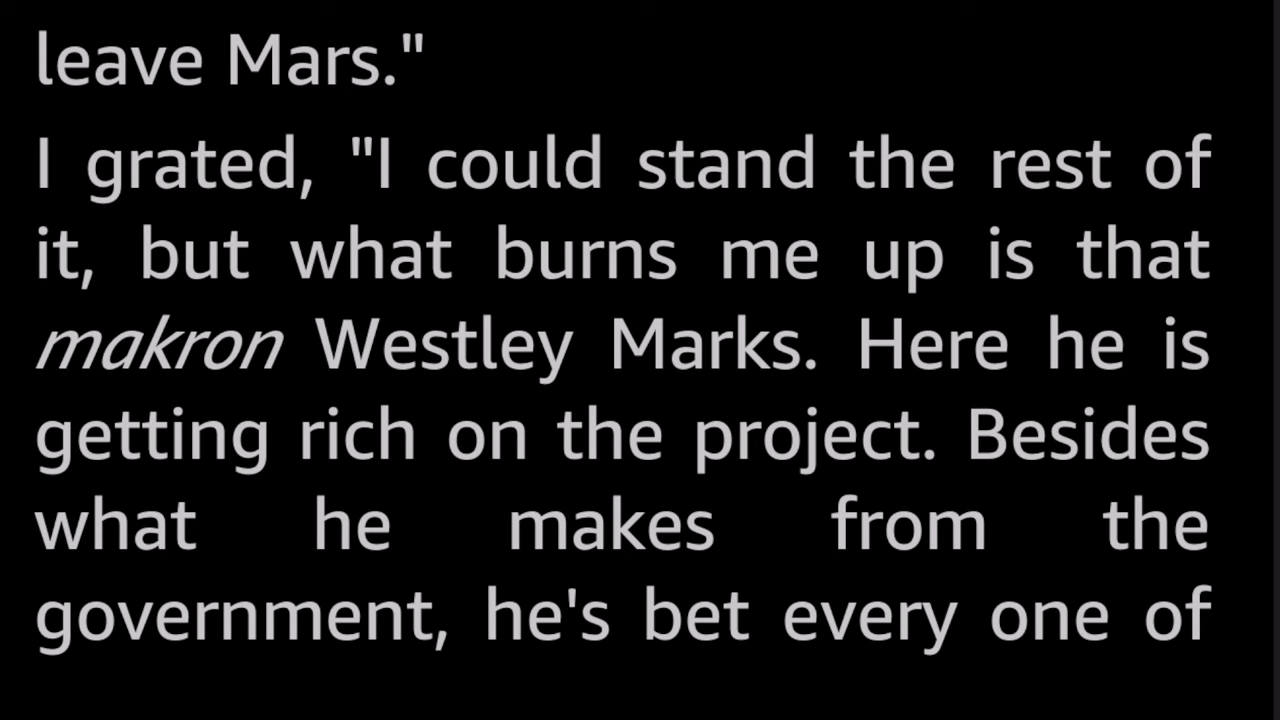 leave Mars."
I grated, "I could stand the rest of
it, but what burns me up is that
makron Westley Marks. Here he is
getting rich on the project. Besides
what he makes from the
government, he's bet every one of